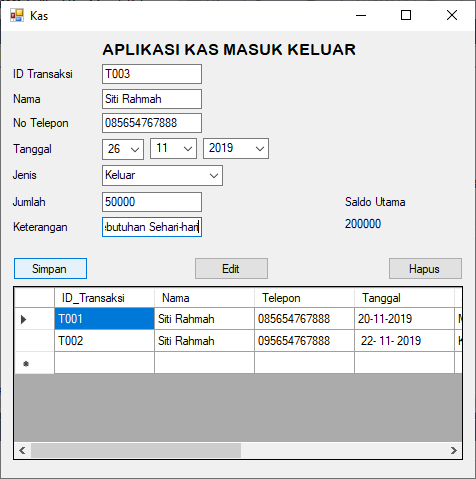 Kas
APLIKASI KAS MASUK KELUAR
ID Transaksi T003
Nama Siti Rahmah
No Telepon 085654767888
Tanggal 26 11 2019
Jenis Keluar
Jumlah 50000 Saldo Utama
Keterangan butuhan Sehari-hari 200000
Simpan Edit Hapus
ID_Transaksi Nama Telepon Tanggal
T001 Siti Rahmah 085654767888 20-11-2019
T002 Siti Rahmah 095654767888 22- 11- 2019